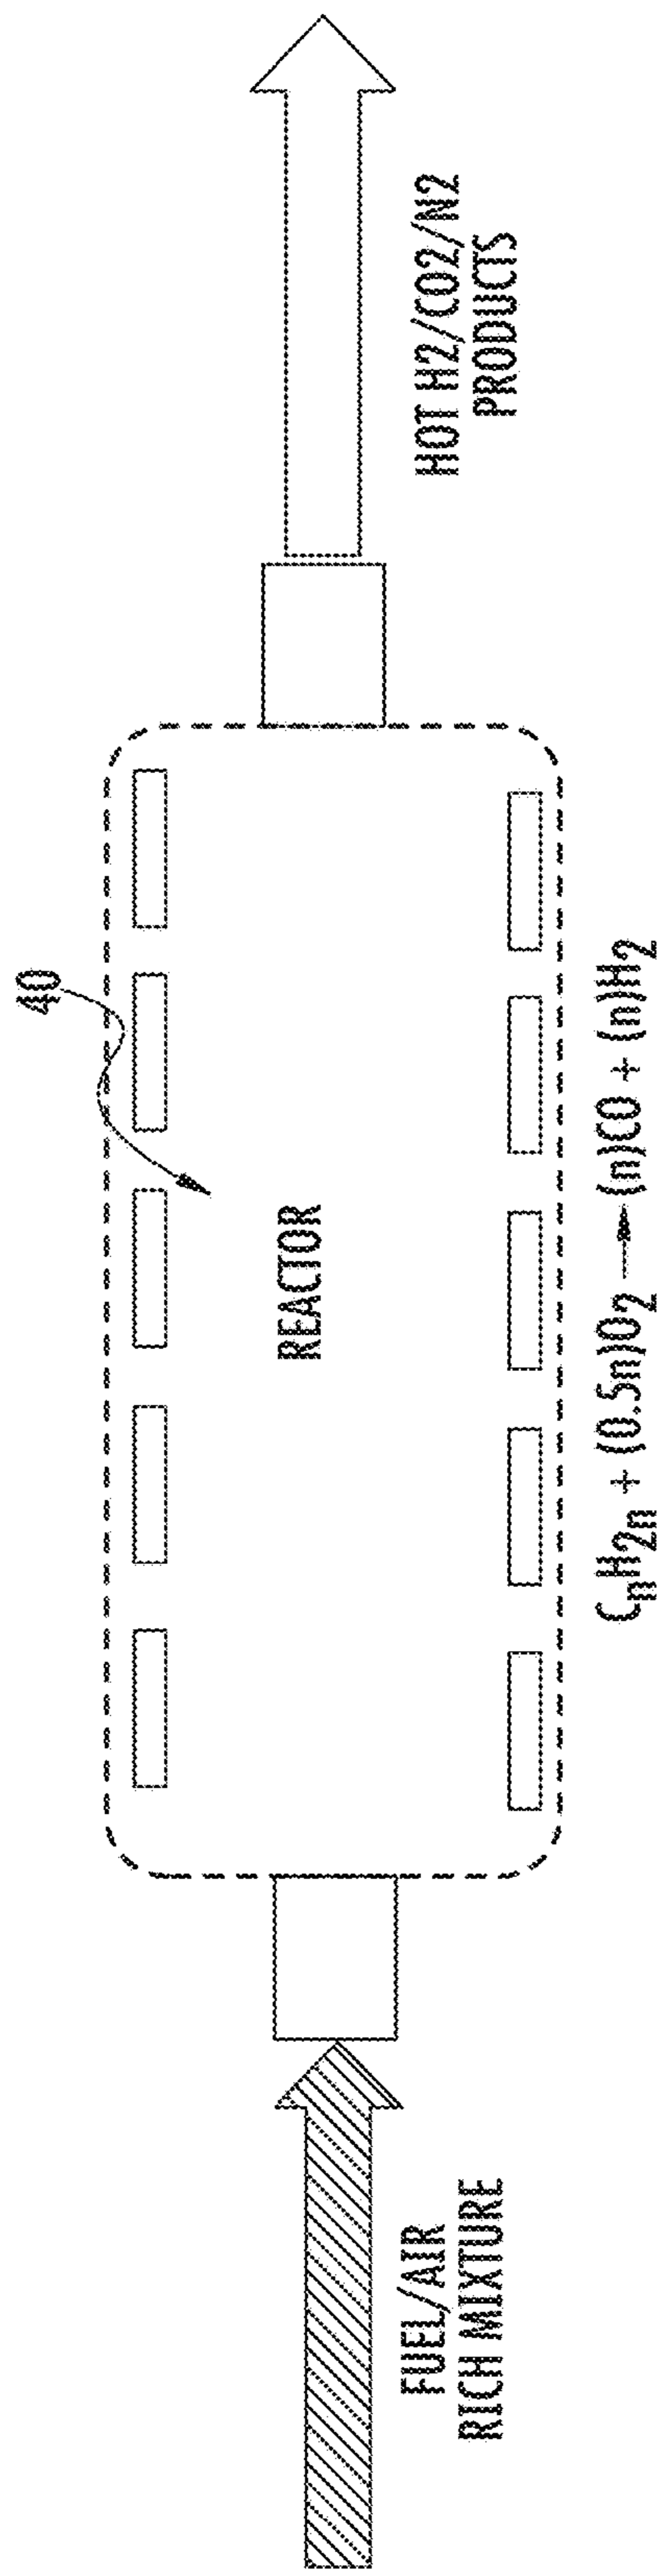 40
FUEL/AIR
RICH MIXTURE
REACTOR
HOT H2/CO2/N2
PRODUCTS
CnH2n + (0.5n)O2 → (n)CO + (n)H2